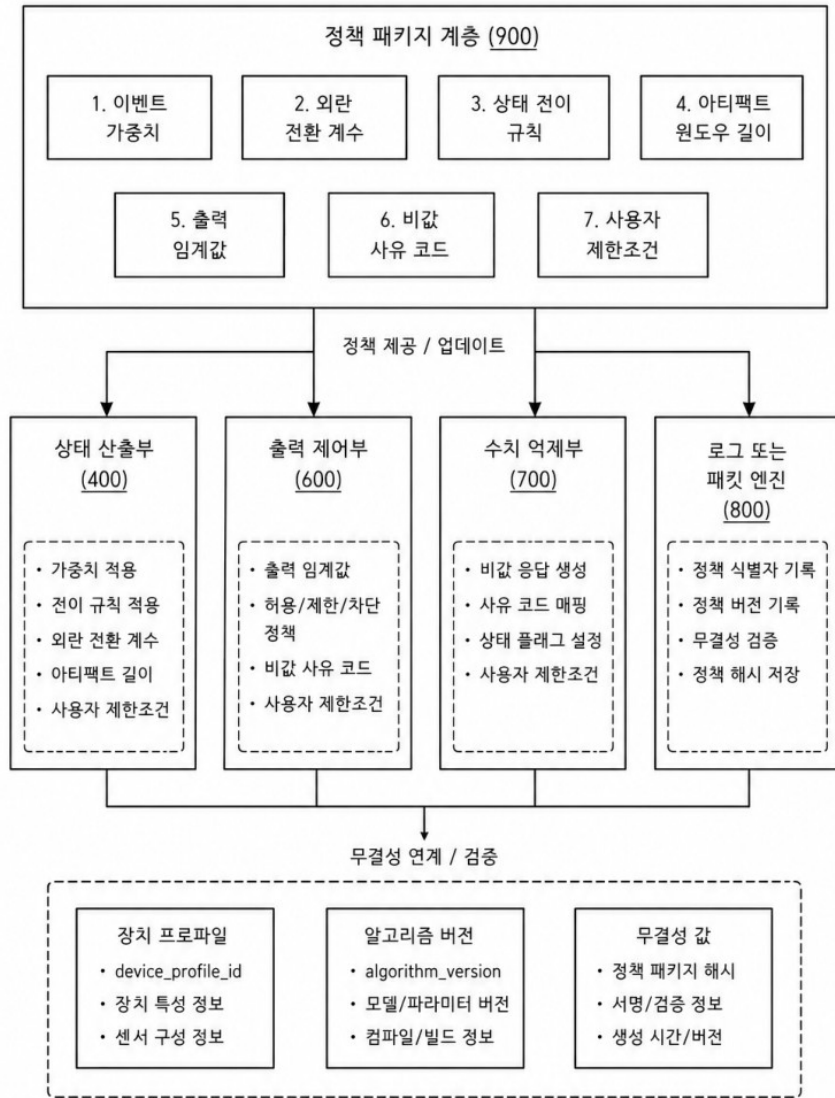 정책 패키지 계층 (900)
1. 이벤트
가중치
2. 외란
전환 계수
3. 상태 전이
규칙
4. 아티팩트
원도우 길이
5. 출력
임계값
6. 비값
사유 코드
7. 사용자
제한조건
정책 제공 / 업데이트
상태 산출부
(400)
• 가중치 적용
• 전이 규칙 적용
• 외란 전환 계수
• 아티팩트 길이
• 사용자 제한조건
출력 제어부
(600)
• 출력 임계값
• 허용/제한/차단
정책
• 비값 사유 코드
• 사용자 제한조건
수치 억제부
(700)
• 비값 응답 생성
• 사유 코드 매핑
• 상태 플래그 설정
• 사용자 제한조건
로그 또는
패킷 엔진
(800)
• 정책 식별자 기록
• 정책 버전 기록
• 무결성 검증
• 정책 해시 저장
무결성 연계 / 검증
장치 프로파일
• device_profile_id
• 장치 특성 정보
• 센서 구성 정보
알고리즘 버전
• algorithm_version
• 모델/파라미터 버전
• 컴파일/빌드 정보
무결성 값
• 정책 패키지 해시
• 서명/검증 정보
• 생성 시간/버전